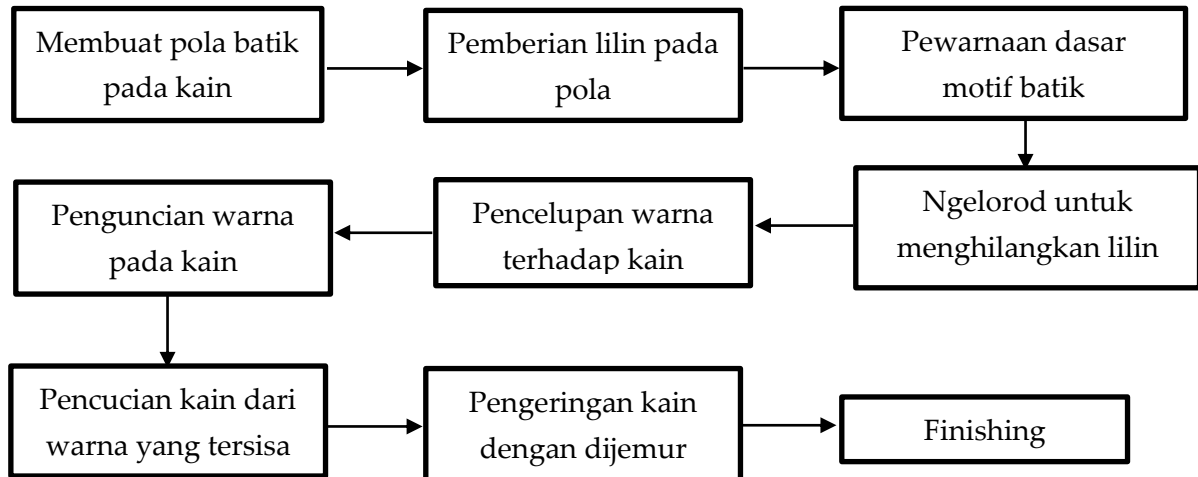 Membuat pola batik
pada kain
Pemberian lilin pada
pola
Pewarnaan dasar
motif batik
Ngelorod untuk
menghilangkan lilin
Pencelupan warna
terhadap kain
Penguncian warna
pada kain
Pencucian kain dari
warna yang tersisa
Pengeringan kain
dengan dijemur
Finishing